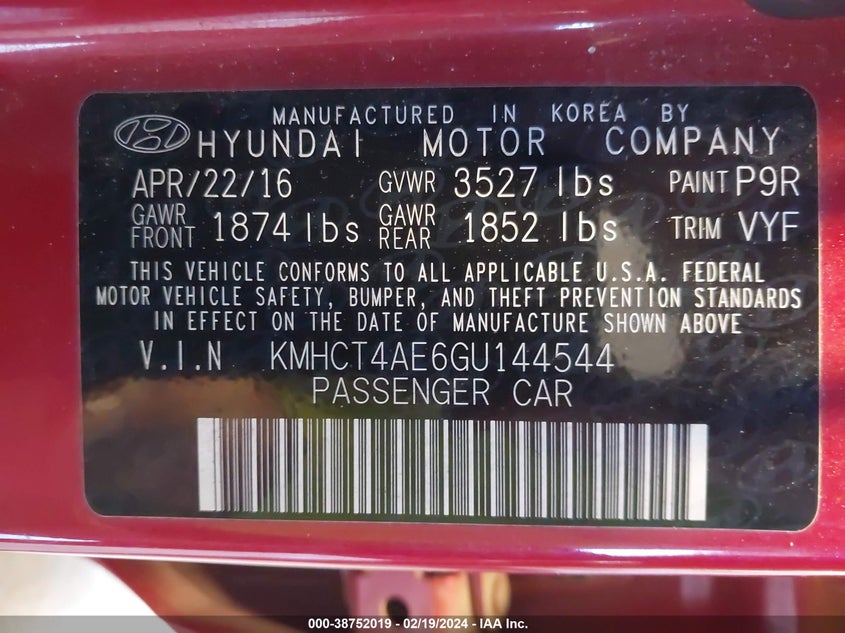 MANUFACTURED IN KOREA BY
HYUNDAI MOTOR COMPANY
APR/22/16 GVWR 3527 lbs PAINT P9R
GAWR FRONT 1874 lbs GAWR REAR 1852 lbs TRIM VYF
THIS VEHICLE CONFORMS TO ALL APPLICABLE U.S.A. FEDERAL
MOTOR VEHICLE SAFETY, BUMPER, AND THEFT PREVENTION STANDARDS
IN EFFECT ON THE DATE OF MANUFACTURE SHOWN ABOVE
V.I.N KMHCT4AE6GU144544
PASSENGER CAR
000-38752019 - 02/19/2024 - IAA Inc.